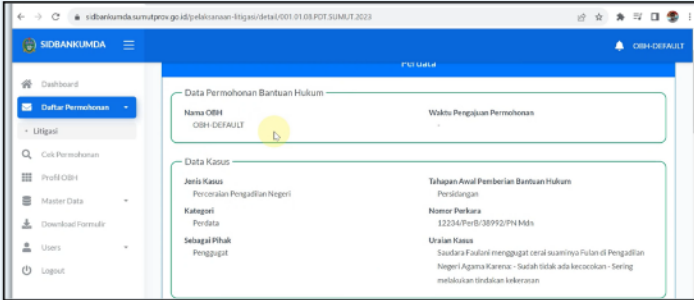 sidbankumda.sumutprov.go.id/pelaksanaan-litigasi/detail/001.01.08.PDT.SUMUT.2023
SIDBANKUMDA
OBH-DEFAULT
Perdata
Dashboard
Daftar Permohonan
Litigasi
Cek Permohonan
Profil OBH
Master Data
Download Formulir
Users
Logout
Data Permohonan Bantuan Hukum
Nama OBH
OBH-DEFAULT
Waktu Pengajuan Permohonan
-
Data Kasus
Jenis Kasus
Perceraian Pengadilan Negeri
Kategori
Perdata
Sebagai Pihak
Penggugat
Tahapan Awal Pemberian Bantuan Hukum
Persidangan
Nomor Perkara
12234/PerB/38992/PN Mdn
Uraian Kasus
Saudara Faulani menggugat cerai suaminya Fulan di Pengadilan
Negeri Agama Karena: - Sudah tidak ada kecocokan - Sering
melakukan tindakan kekerasan